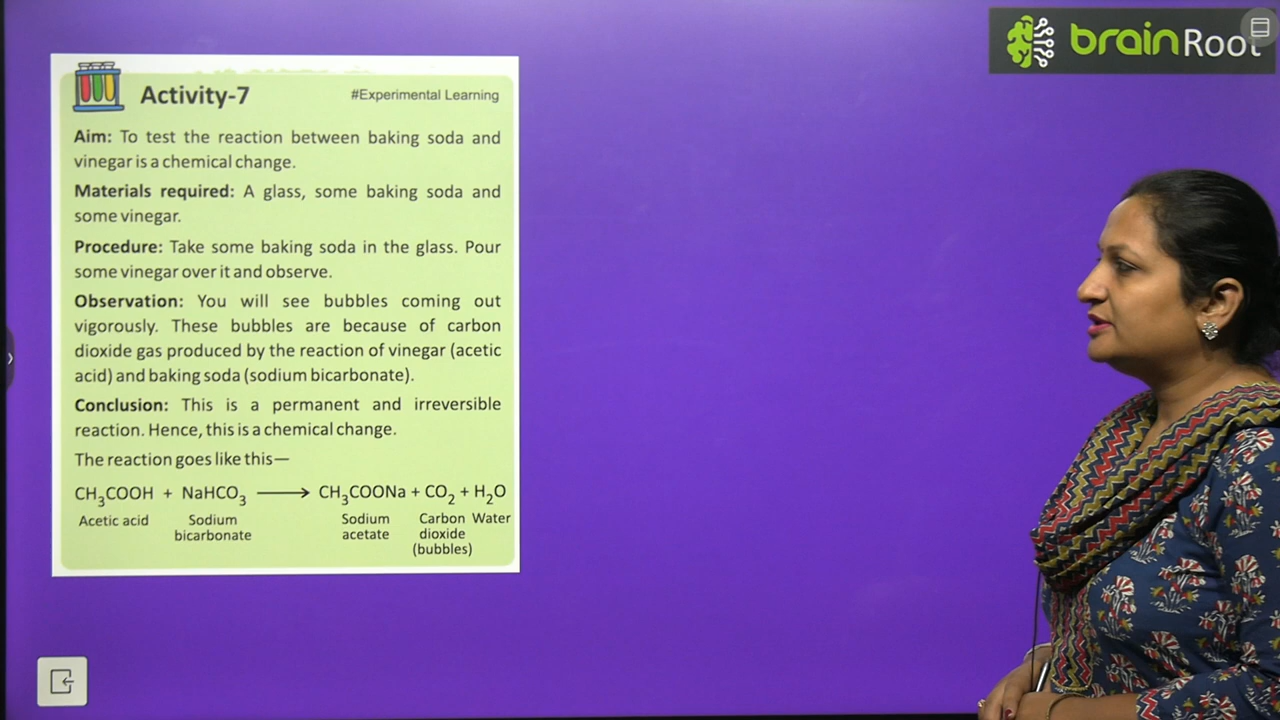 brainRoot
Activity-7
#Experimental Learning
Aim: To test the reaction between baking soda and
vinegar is a chemical change.
Materials required: A glass, some baking soda and
some vinegar.
Procedure: Take some baking soda in the glass. Pour
some vinegar over it and observe.
Observation: You will see bubbles coming out
vigorously. These bubbles are because of carbon
dioxide gas produced by the reaction of vinegar (acetic
acid) and baking soda (sodium bicarbonate).
Conclusion: This is a permanent and irreversible
reaction. Hence, this is a chemical change.
The reaction goes like this—
CH₃COOH + NaHCO₃ ⟶ CH₃COONa + CO₂ + H₂O
Acetic acid Sodium Sodium Carbon Water
bicarbonate acetate dioxide
(bubbles)